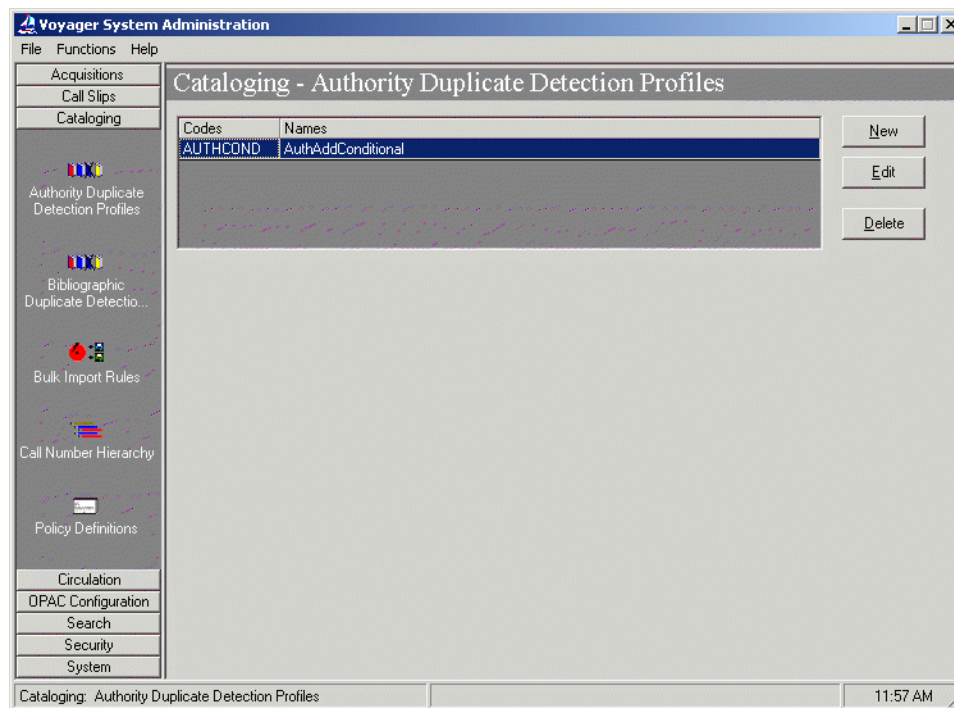 Voyager System Administration
File Functions Help
Acquisitions
Call Slips
Cataloging
Authority Duplicate
Detection Profiles
Bibliographic
Duplicate Detectio...
Bulk Import Rules
Call Number Hierarchy
Policy Definitions
Circulation
OPAC Configuration
Search
Security
System
Cataloging - Authority Duplicate Detection Profiles
Codes Names
AUTHCOND AuthAddConditional
New
Edit
Delete
Cataloging: Authority Duplicate Detection Profiles
11:57 AM